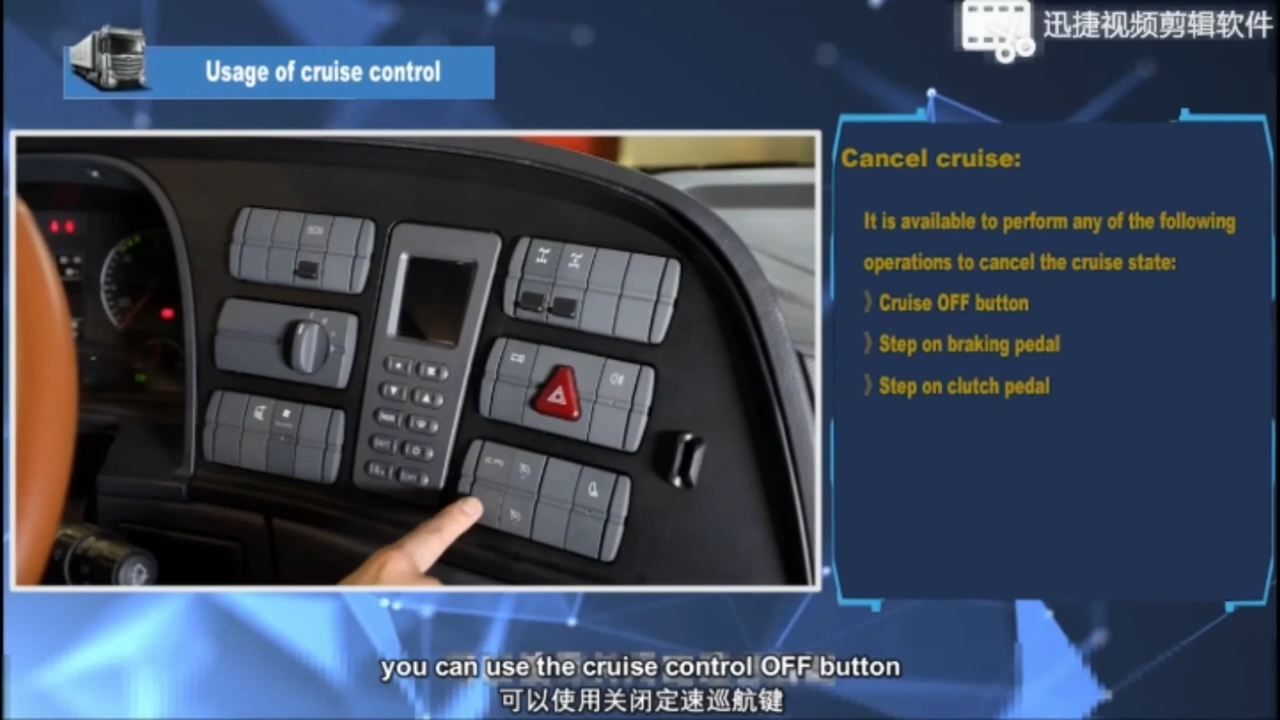 迅捷视频剪辑软件
Usage of cruise control
Cancel cruise:
It is available to perform any of the following
operations to cancel the cruise state:
》Cruise OFF button
》Step on braking pedal
》Step on clutch pedal
SOS
you can use the cruise control OFF button
可以使用关闭定速巡航键